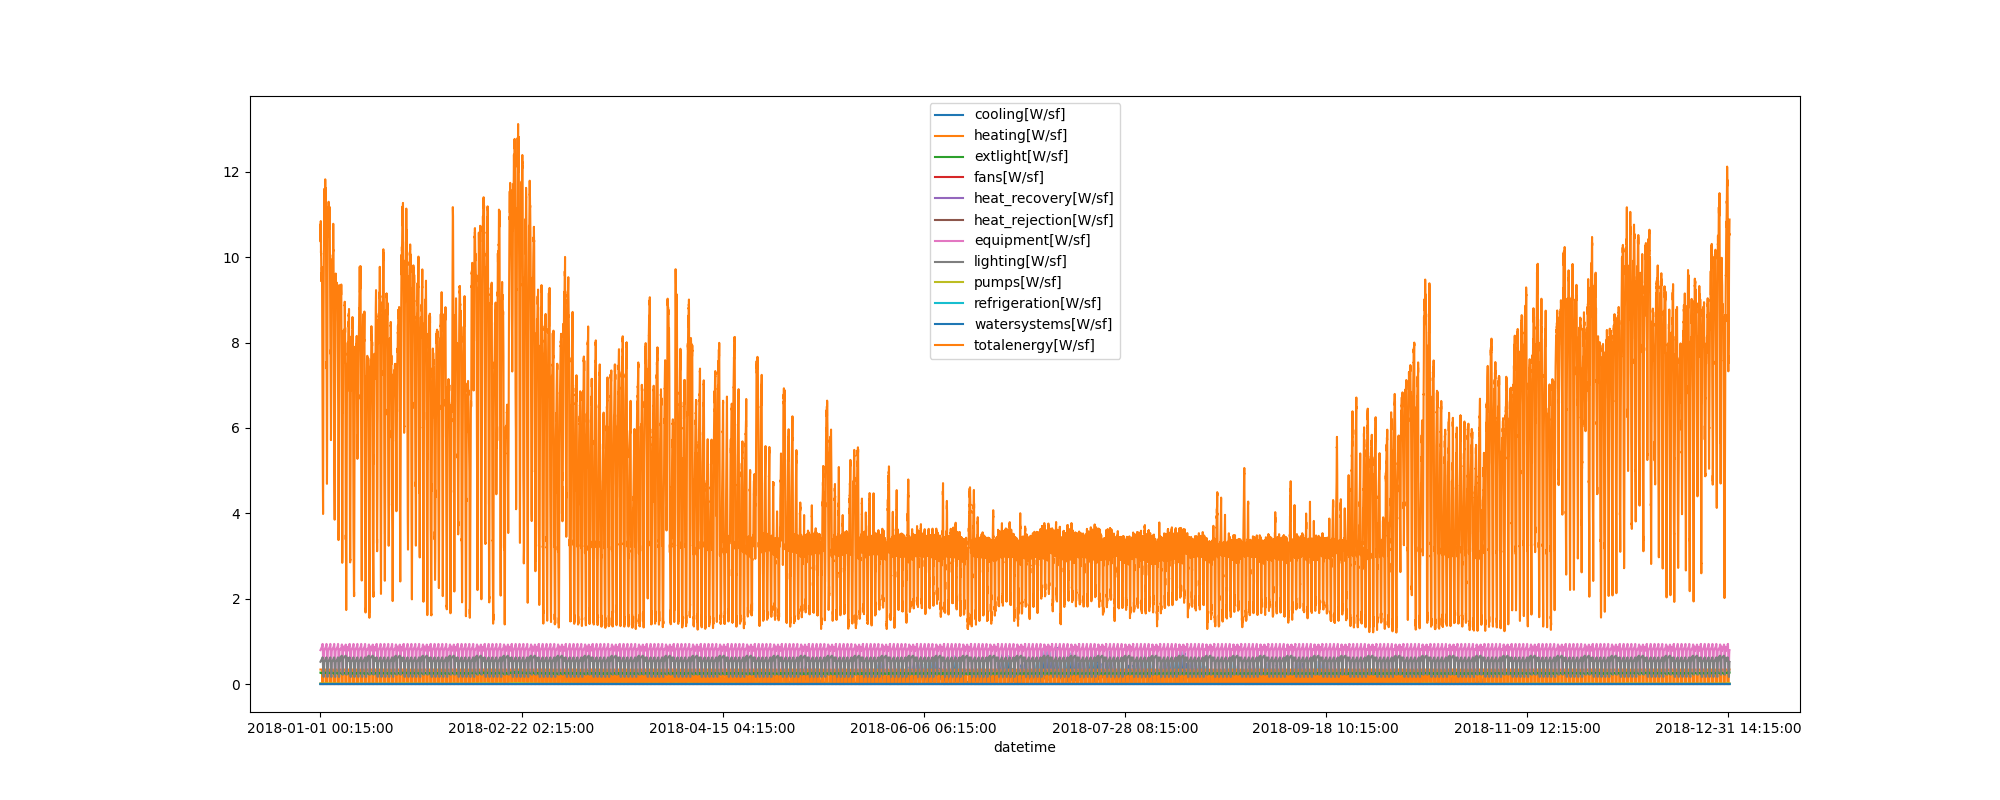 cooling[W/sf]
heating[W/sf]
extlight[W/sf]
fans[W/sf]
heat_recovery[W/sf]
heat_rejection[W/sf]
equipment[W/sf]
lighting[W/sf]
pumps[W/sf]
refrigeration[W/sf]
watersystems[W/sf]
totalenergy[W/sf]
12
10
8
6
4
2
0
2018-01-01 00:15:00 2018-02-22 02:15:00 2018-04-15 04:15:00 2018-06-06 06:15:00 2018-07-28 08:15:00 2018-09-18 10:15:00 2018-11-09 12:15:00 2018-12-31 14:15:00
datetime